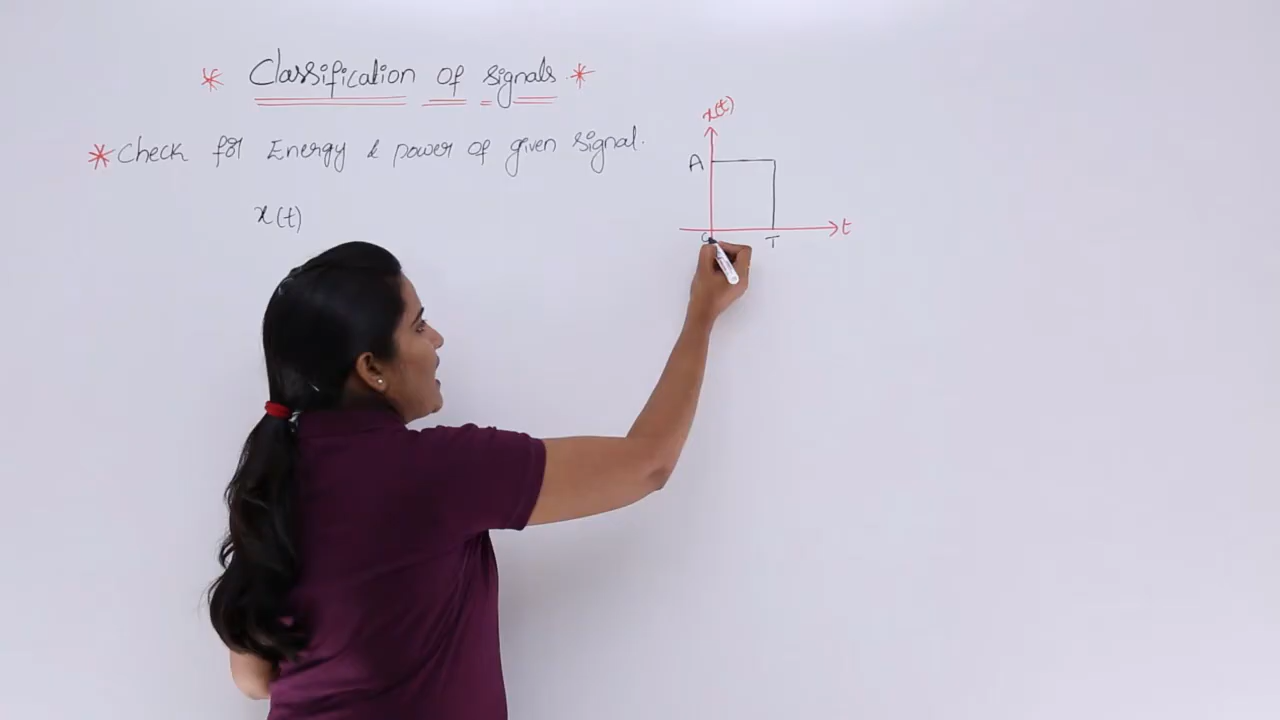 * Classification of signals *
* Check for Energy & power of given signal.
x(t)
x(t)
A
t
T